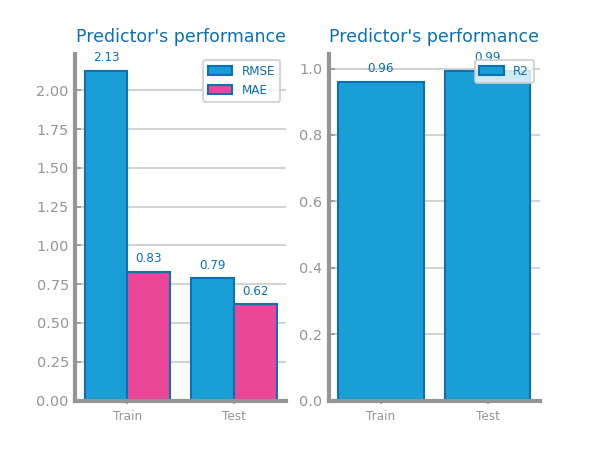 Predictor's performance
2.13
RMSE
MAE
2.00
1.75
1.50
1.25
1.00
0.75
0.50
0.25
0.00
0.83
0.79
0.62
Train
Test
Predictor's performance
0.96
0.99
R2
1.0
0.8
0.6
0.4
0.2
0.0
Train
Test